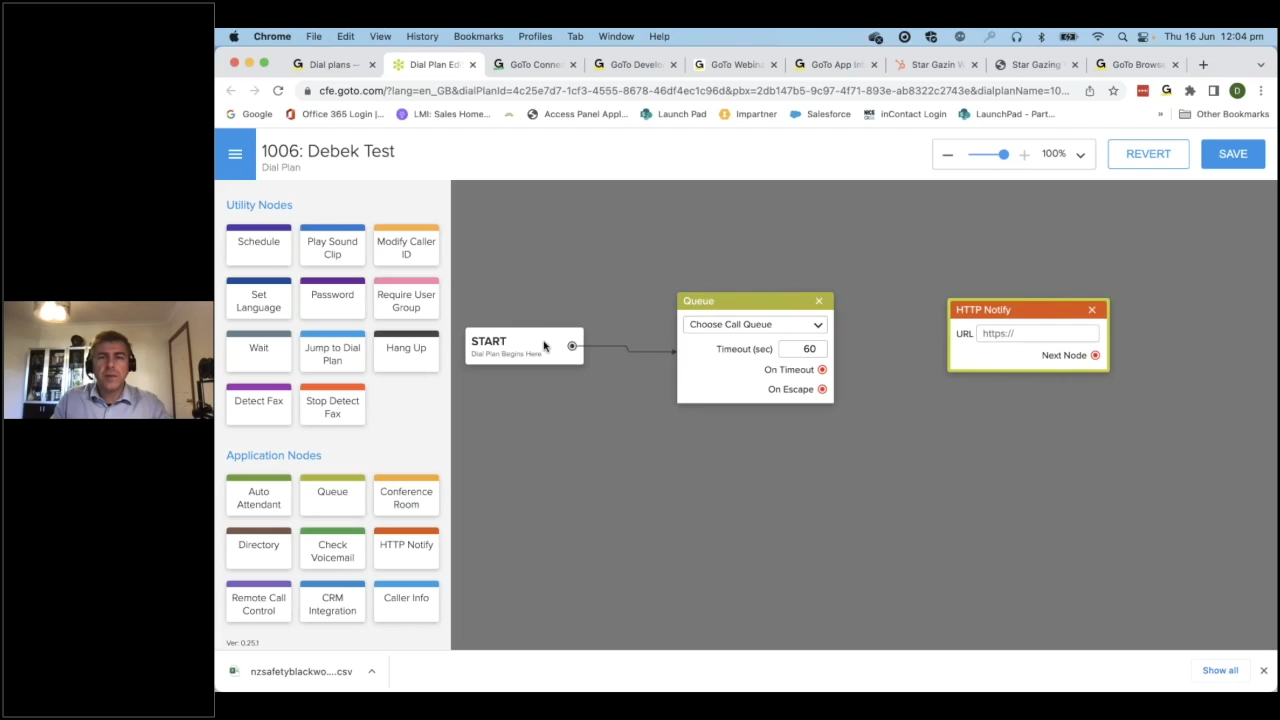 Chrome File Edit View History Bookmarks Profiles Tab Window Help Thu 16 Jun 12:04 pm
Dial plans — Dial Plan Ed GoTo Conne GoTo Develo GoTo Webina GoTo App In Star Gazin W Star Gazing GoTo Browse
cfe.goto.com/?lang=en_GB&dialPlanId=4c25e7d7-1cf3-4555-8678-46df4ec1c96d&pbx=2db147b5-9c97-4f71-893e-ab8322c2743e&dialplanName=10...
Google Office 365 Login |... LMI: Sales Home... Access Panel Appl... Launch Pad Impartner Salesforce inContact Login LaunchPad - Part... » Other Bookmarks
1006: Debek Test
Dial Plan
100% REVERT SAVE
Utility Nodes
Schedule
Play Sound
Clip
Modify Caller
ID
Set
Language
Password
Require User
Group
Wait
Jump to Dial
Plan
Hang Up
Detect Fax
Stop Detect
Fax
Application Nodes
Auto
Attendant
Queue
Conference
Room
Directory
Check
Voicemail
HTTP Notify
Remote Call
Control
CRM
Integration
Caller Info
Ver: 0.25.1
START
Dial Plan Begins Here
Queue
Choose Call Queue
Timeout (sec) 60
On Timeout
On Escape
HTTP Notify
URL https://
Next Node
nzsafetyblackwo....csv
Show all